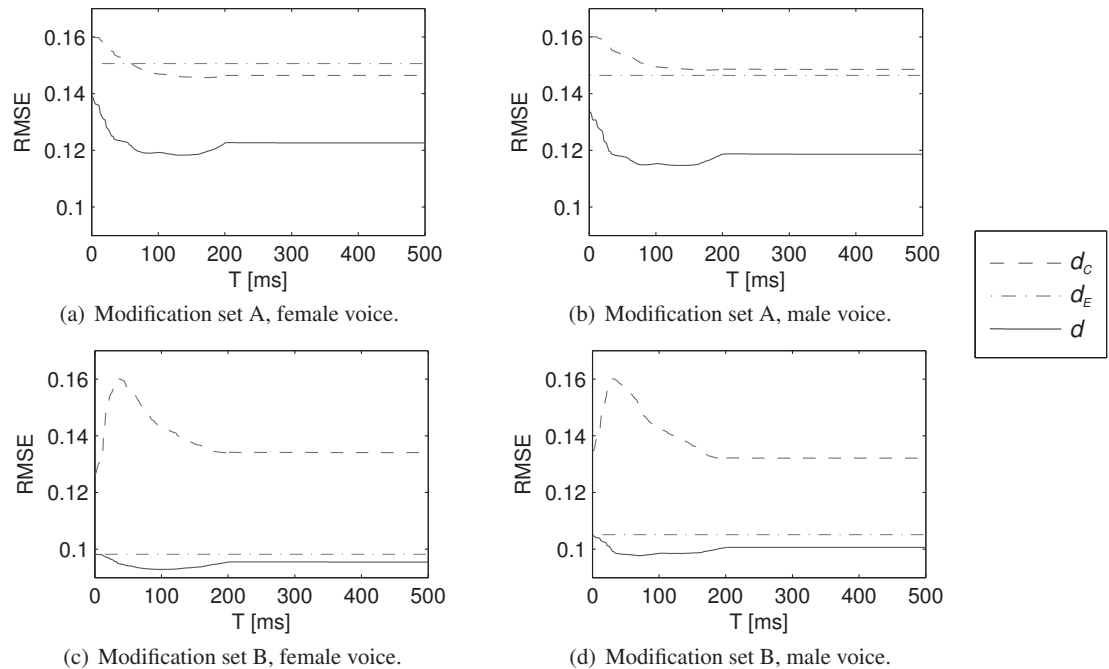 0.16
0.14
0.12
0.1
RMSE
0 100 200 300 400 500
T [ms]
(a) Modification set A, female voice.
0.16
0.14
0.12
0.1
RMSE
0 100 200 300 400 500
T [ms]
(b) Modification set A, male voice.
d_C
d_E
d
0.16
0.14
0.12
0.1
RMSE
0 100 200 300 400 500
T [ms]
(c) Modification set B, female voice.
0.16
0.14
0.12
0.1
RMSE
0 100 200 300 400 500
T [ms]
(d) Modification set B, male voice.